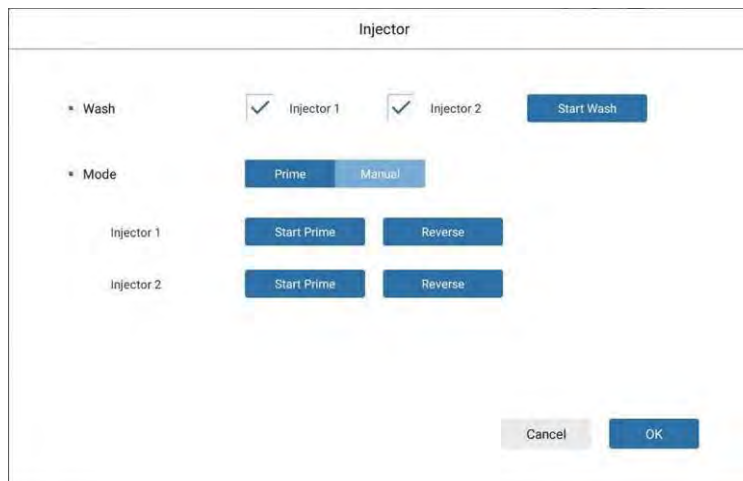 Injector
Wash Injector 1 Injector 2 Start Wash
Mode Prime Manual
Injector 1 Start Prime Reverse
Injector 2 Start Prime Reverse
Cancel OK